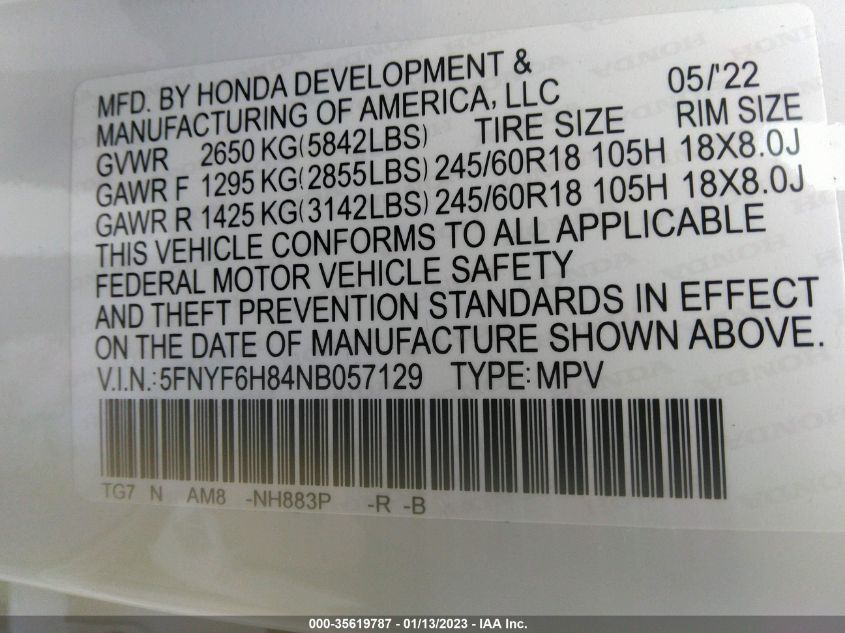 MFD. BY HONDA DEVELOPMENT & 05/'22
MANUFACTURING OF AMERICA, LLC
GVWR 2650 KG(5842LBS) TIRE SIZE RIM SIZE
GAWR F 1295 KG(2855LBS) 245/60R18 105H 18X8.0J
GAWR R 1425 KG(3142LBS) 245/60R18 105H 18X8.0J
THIS VEHICLE CONFORMS TO ALL APPLICABLE
FEDERAL MOTOR VEHICLE SAFETY
AND THEFT PREVENTION STANDARDS IN EFFECT
ON THE DATE OF MANUFACTURE SHOWN ABOVE.
V.I.N.:5FNYF6H84NB057129 TYPE:MPV
TG7 N AM8 -NH883P -R -B
000-35619787 - 01/13/2023 - IAA Inc.